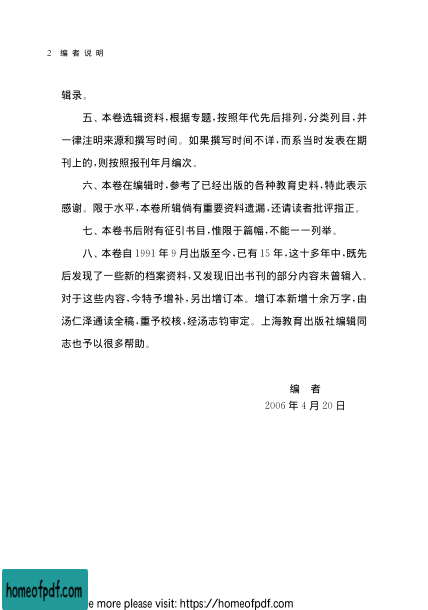 2 编者说明
辑录。
五、本卷选辑资料,根据专题,按照年代先后排列,分类列目,并
一律注明来源和撰写时间。如果撰写时间不详,而系当时发表在期
刊上的,则按照报刊年月编次。
六、本卷在编辑时,参考了已经出版的各种教育史料,特此表示
感谢。限于水平,本卷所辑倘有重要资料遗漏,还请读者批评指正。
七、本卷书后附有征引书目,惟限于篇幅,不能一一列举。
八、本卷自1991年9月出版至今,已有15年,这十多年中,既先
后发现了一些新的档案资料,又发现旧出书刊的部分内容未曾辑入。
对于这些内容,今特予增补,另出增订本。增订本新增十余万字,由
汤仁泽通读全稿,重予校核,经汤志钧审定。上海教育出版社编辑同
志也予以很多帮助。
编 者
2006年4月20日
homeofpdf.com
e more please visit: https://homeofpdf.com